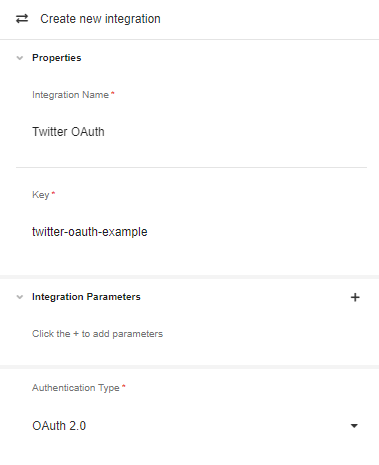 Create new integration
Properties
Integration Name *
Twitter OAuth
Key *
twitter-oauth-example
Integration Parameters +
Click the + to add parameters
Authentication Type *
OAuth 2.0